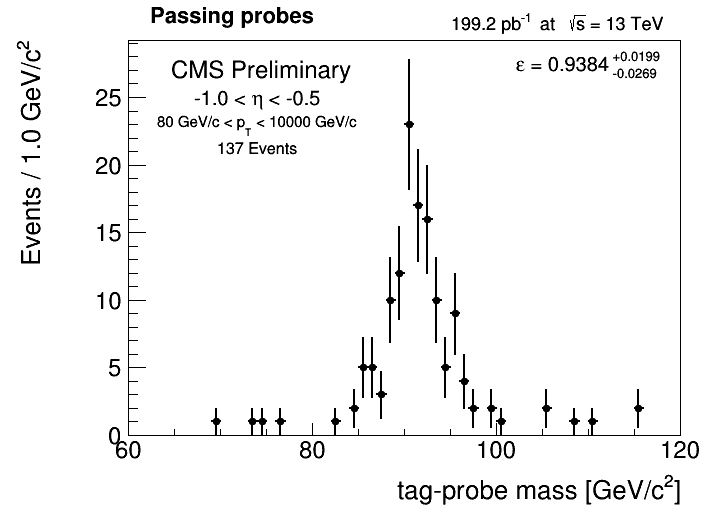 Passing probes
199.2 pb⁻¹ at √s = 13 TeV
CMS Preliminary
ε = 0.9384 +0.0199 -0.0269
-1.0 < η < -0.5
80 GeV/c < p_T < 10000 GeV/c
137 Events
Events / 1.0 GeV/c²
25
20
15
10
5
0
60 80 100 120
tag-probe mass [GeV/c²]